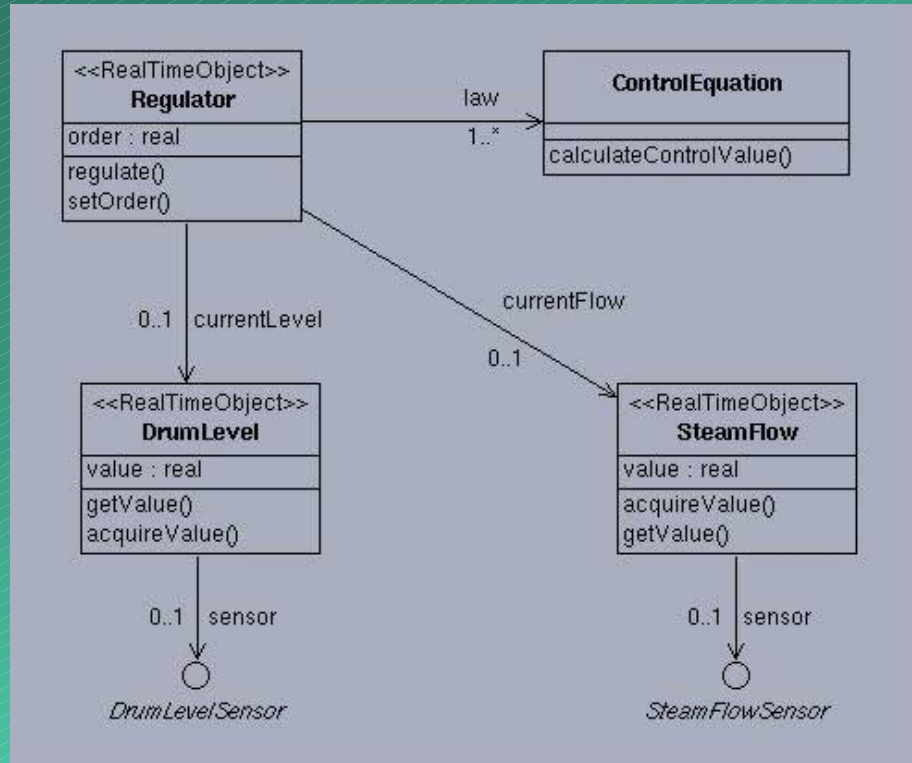 <<RealTimeObject>>
Regulator
order : real
regulate()
setOrder()
law
1..*
ControlEquation
calculateControlValue()
0..1 currentLevel
currentFlow
0..1
<<RealTimeObject>>
DrumLevel
value : real
getValue()
acquireValue()
0..1 sensor
DrumLevelSensor
<<RealTimeObject>>
SteamFlow
value : real
acquireValue()
getValue()
0..1 sensor
SteamFlowSensor